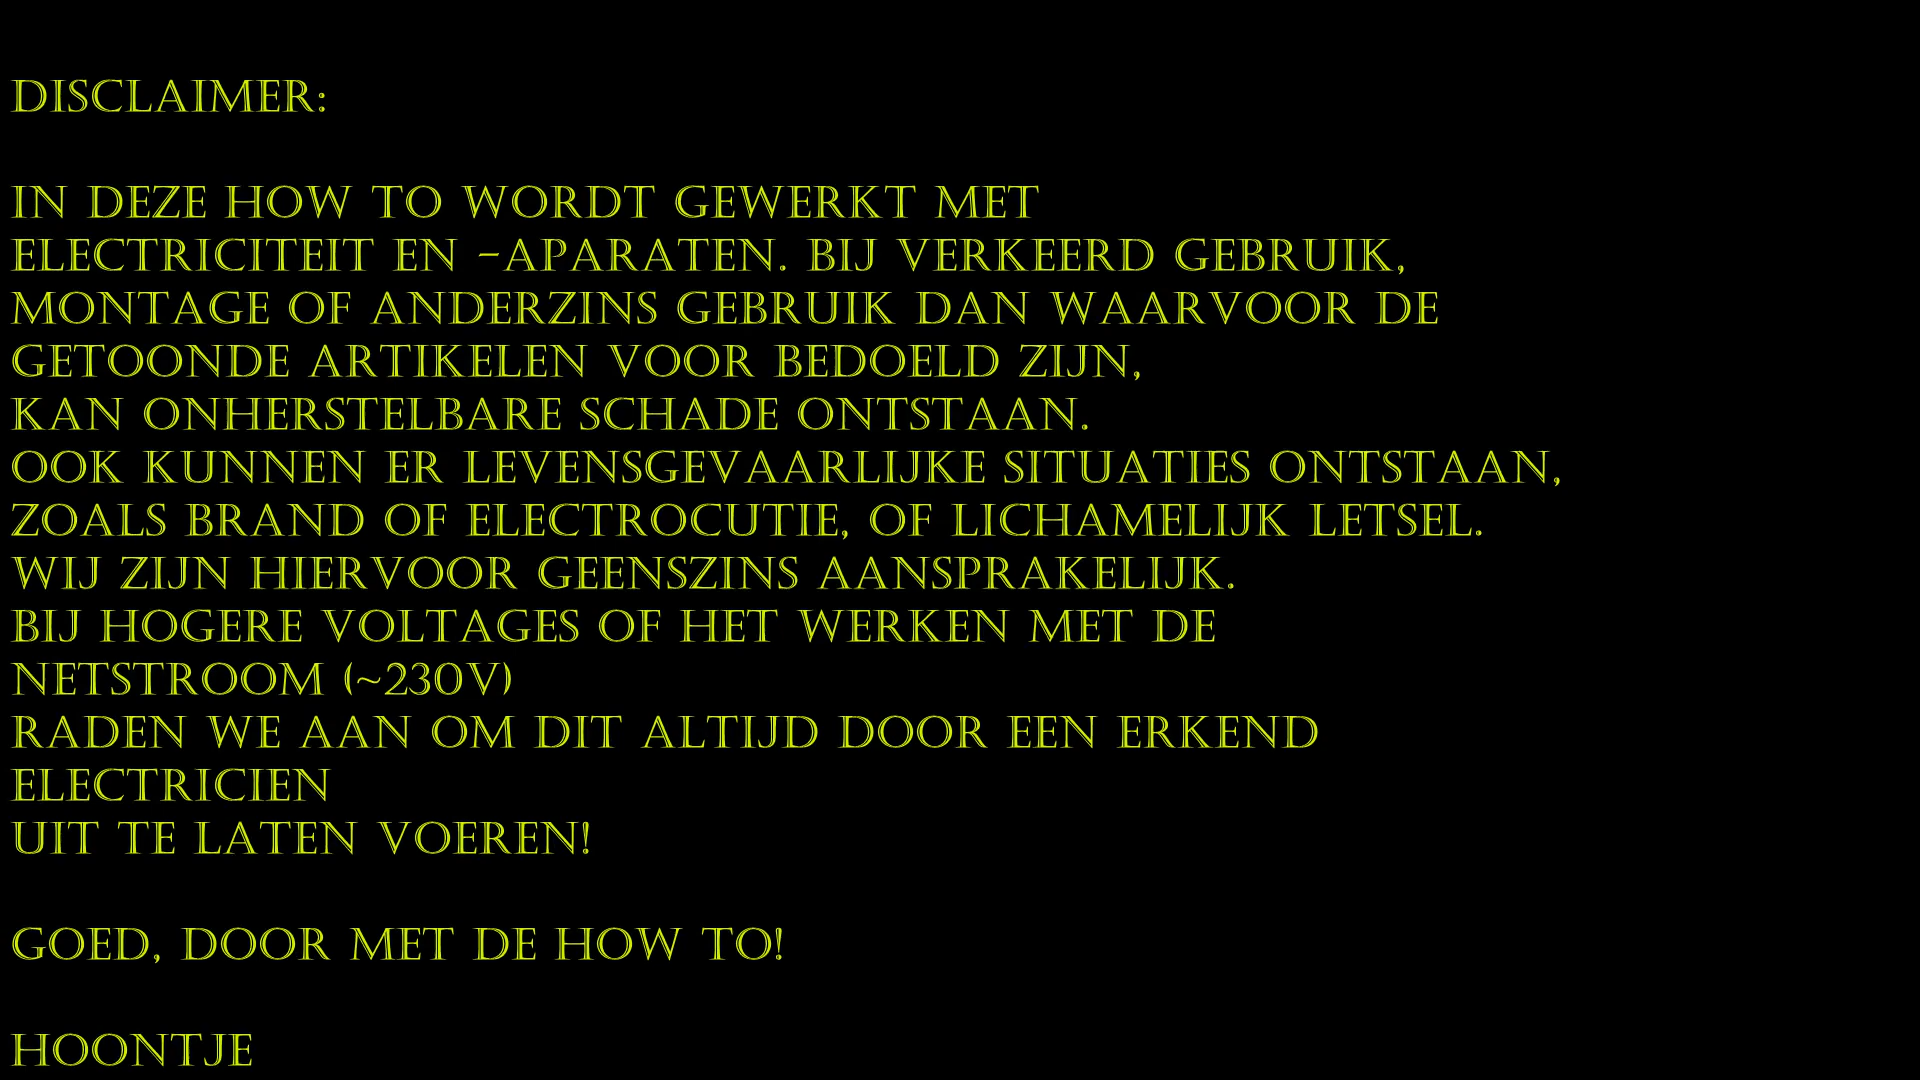 DISCLAIMER:
IN DEZE HOW TO WORDT GEWERKT MET
ELECTRICITEIT EN -APARATEN. BIJ VERKEERD GEBRUIK,
MONTAGE OF ANDERZINS GEBRUIK DAN WAARVOOR DE
GETOONDE ARTIKELEN VOOR BEDOELD ZIJN,
KAN ONHERSTELBARE SCHADE ONTSTAAN.
OOK KUNNEN ER LEVENSGEVAARLIJKE SITUATIES ONTSTAAN,
ZOALS BRAND OF ELECTROCUTIE, OF LICHAMELIJK LETSEL.
WIJ ZIJN HIERVOOR GEENSZINS AANSPRAKELIJK.
BIJ HOGERE VOLTAGES OF HET WERKEN MET DE
NETSTROOM (~230V)
RADEN WE AAN OM DIT ALTIJD DOOR EEN ERKEND
ELECTRICIEN
UIT TE LATEN VOEREN!
GOED, DOOR MET DE HOW TO!
HOONTJE